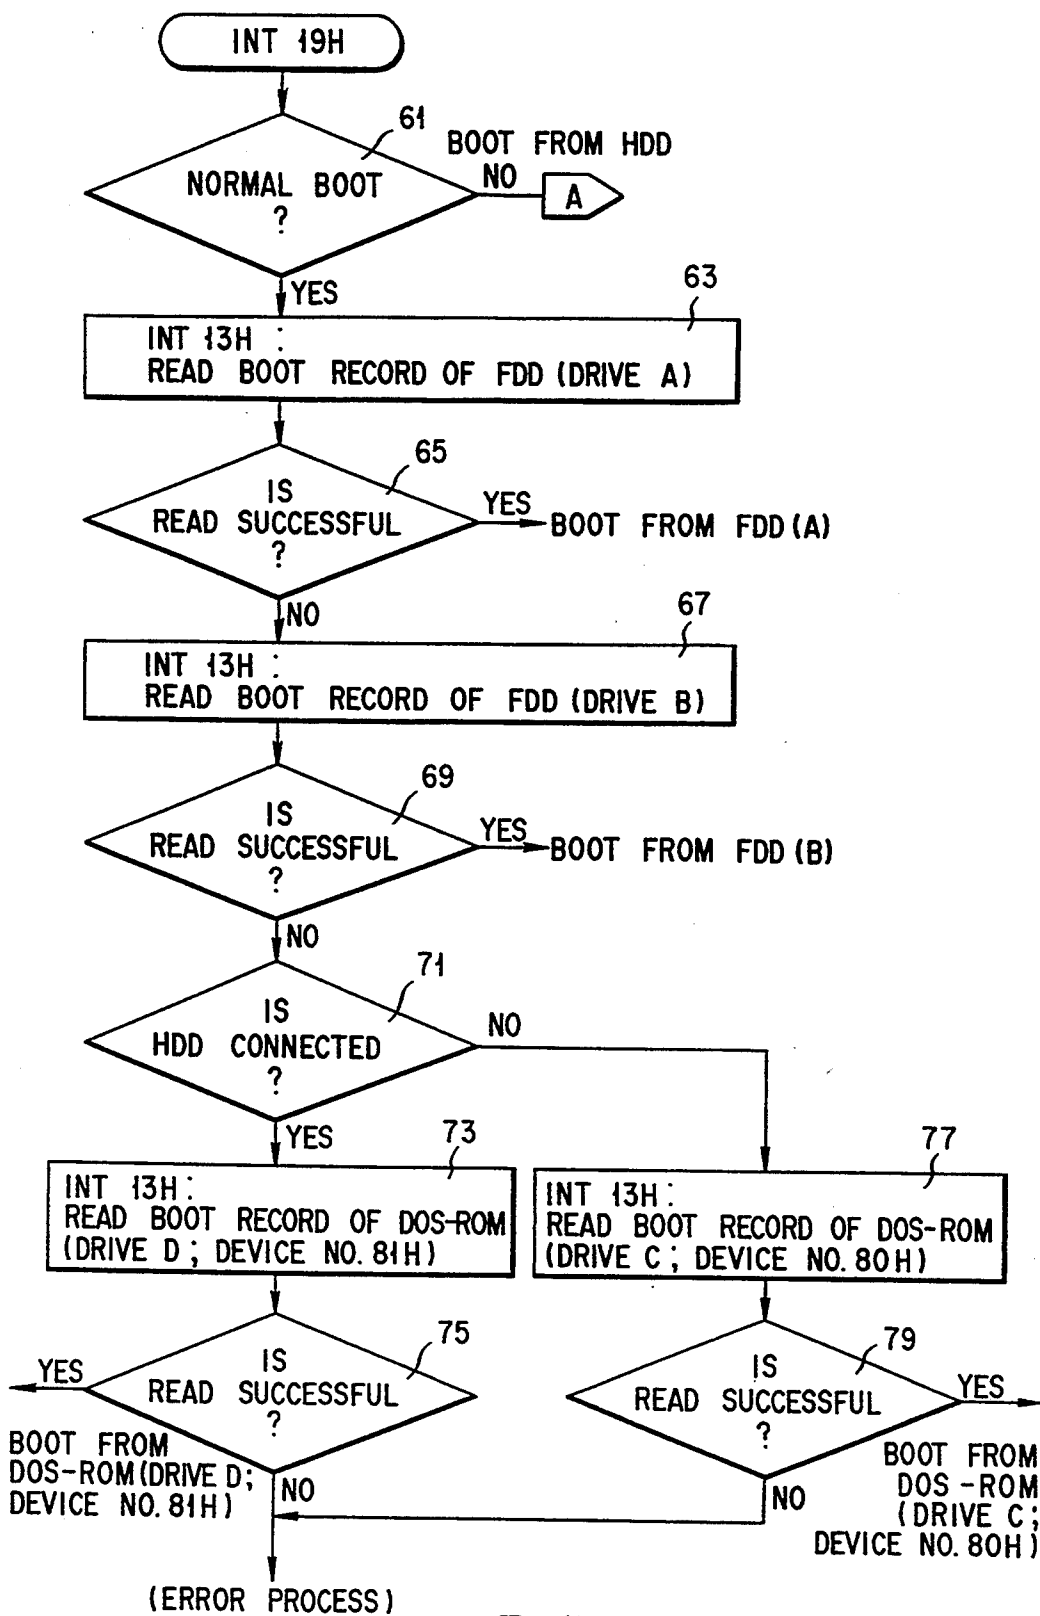 INT 19H
61
BOOT FROM HDD
NORMAL BOOT
?
NO
A
YES
63
INT 13H :
READ BOOT RECORD OF FDD (DRIVE A)
65
IS
READ SUCCESSFUL
?
YES
BOOT FROM FDD (A)
NO
67
INT 13H :
READ BOOT RECORD OF FDD (DRIVE B)
69
IS
READ SUCCESSFUL
?
YES
BOOT FROM FDD (B)
NO
71
IS
HDD CONNECTED
?
NO
YES
73
INT 13H :
READ BOOT RECORD OF DOS-ROM
(DRIVE D ; DEVICE NO. 81H)
77
INT 13H :
READ BOOT RECORD OF DOS-ROM
(DRIVE C ; DEVICE NO. 80H)
75
IS
READ SUCCESSFUL
?
YES
BOOT FROM
DOS-ROM (DRIVE D ;
DEVICE NO. 81H)
NO
79
IS
READ SUCCESSFUL
?
YES
BOOT FROM
DOS-ROM
(DRIVE C ;
DEVICE NO. 80H)
NO
(ERROR PROCESS)